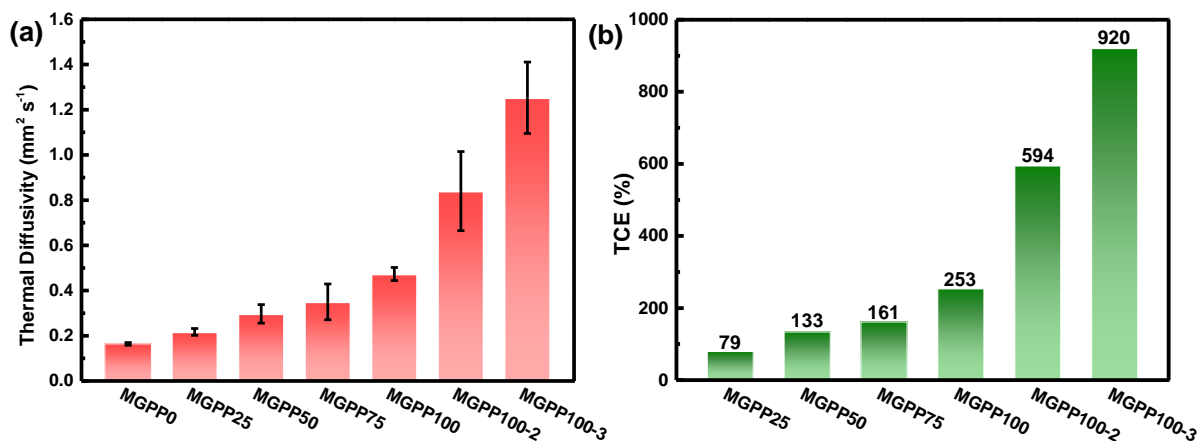 (a)
Thermal Diffusivity (mm² s⁻¹)
1.6
1.4
1.2
1.0
0.8
0.6
0.4
0.2
0.0
MGPP0
MGPP25
MGPP50
MGPP75
MGPP100
MGPP100-2
MGPP100-3
(b)
TCE (%)
1000
800
600
400
200
0
79
133
161
253
594
920
MGPP25
MGPP50
MGPP75
MGPP100
MGPP100-2
MGPP100-3